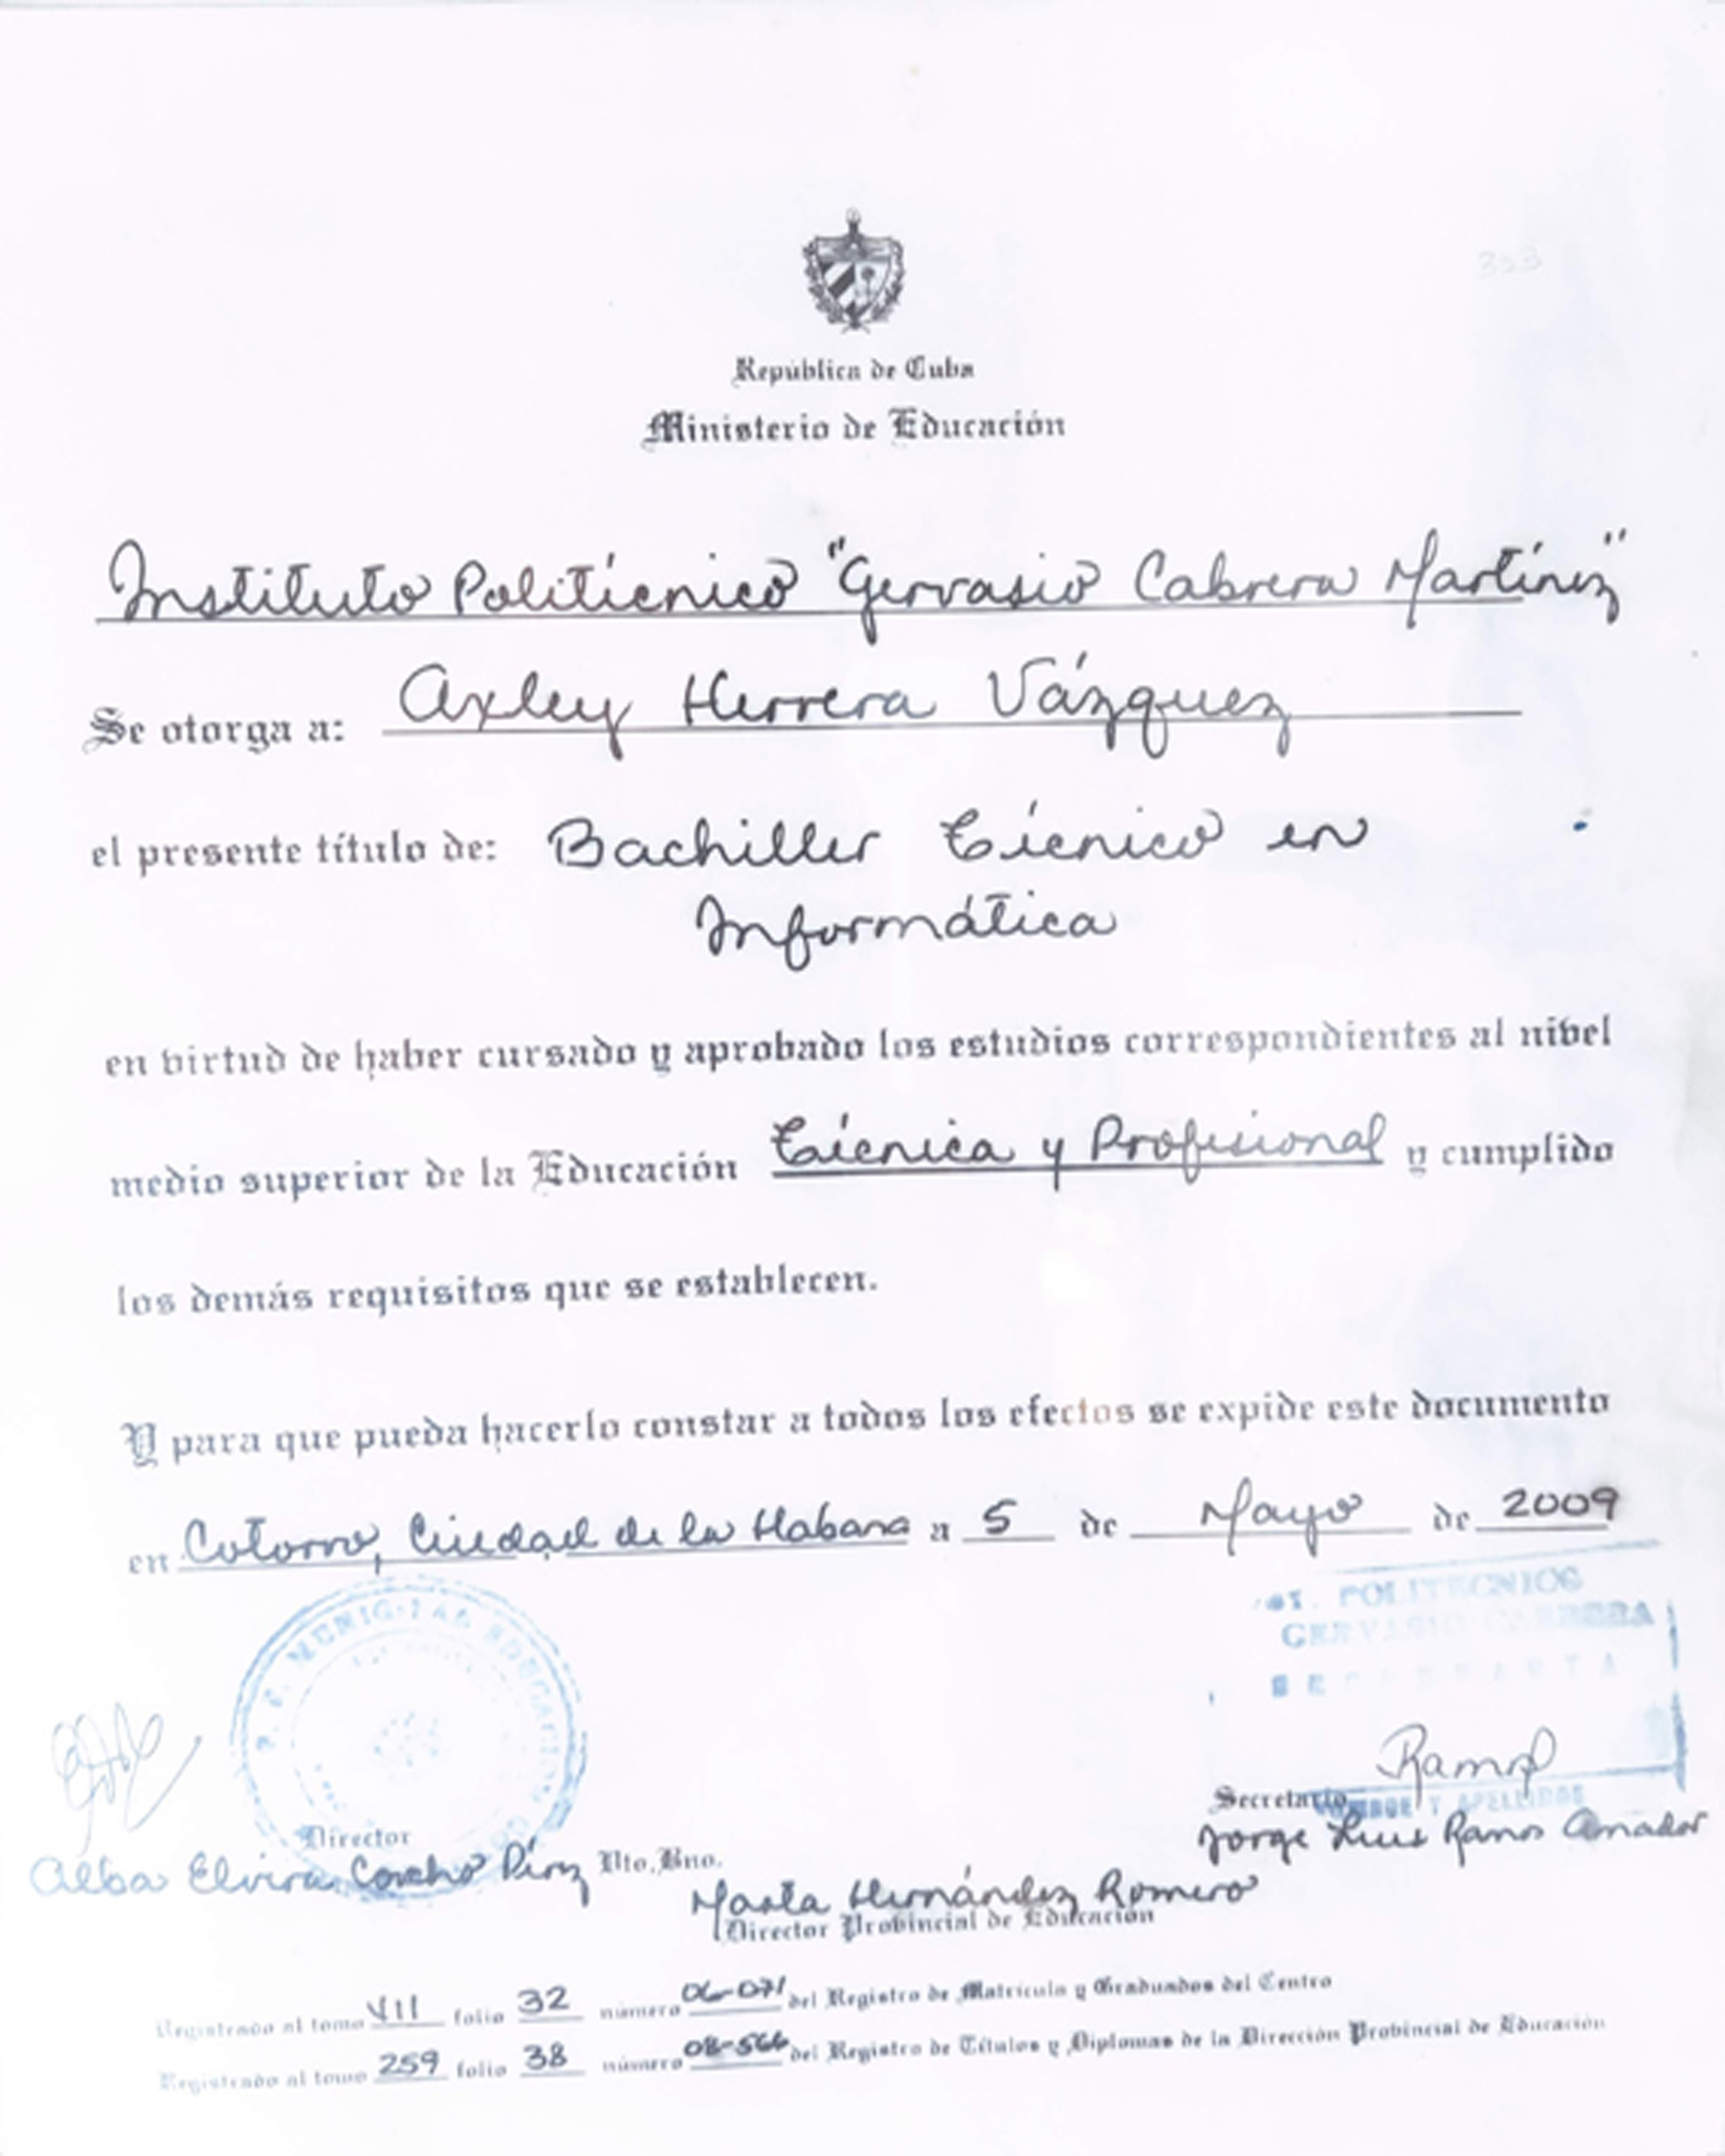 303
República de Cuba
Ministerio de Educación
Instituto Politécnico "Gervasio Cabrera Martínez"
Se otorga a: Axley Herrera Vázquez
el presente título de: Bachiller Técnico en
Informática
en virtud de haber cursado y aprobado los estudios correspondientes al nivel
medio superior de la Educación Técnica y Profesional y cumplido
los demás requisitos que se establecen.
Y para que pueda hacerlo constar a todos los efectos se expide este documento
en Cotorro, Ciudad de la Habana a 5 de Mayo de 2009
MUNICIPAL EDUCACION
POLITECNICOS
GERVASIO CABRERA
SECRETARIA
Ramos
Secretario
NOMBRE Y APELLIDOS
Jorge Luis Ramos Amador
Director
Alba Elvira Corcho Pérez Vto. Bno.
Marta Hernández Romero
Director Provincial de Educación
Registrado al tomo VII folio 32 número 06-071 del Registro de Matrícula y Graduados del Centro
Registrado al tomo 259 folio 38 número 08-566 del Registro de Títulos y Diplomas de la Dirección Provincial de Educación